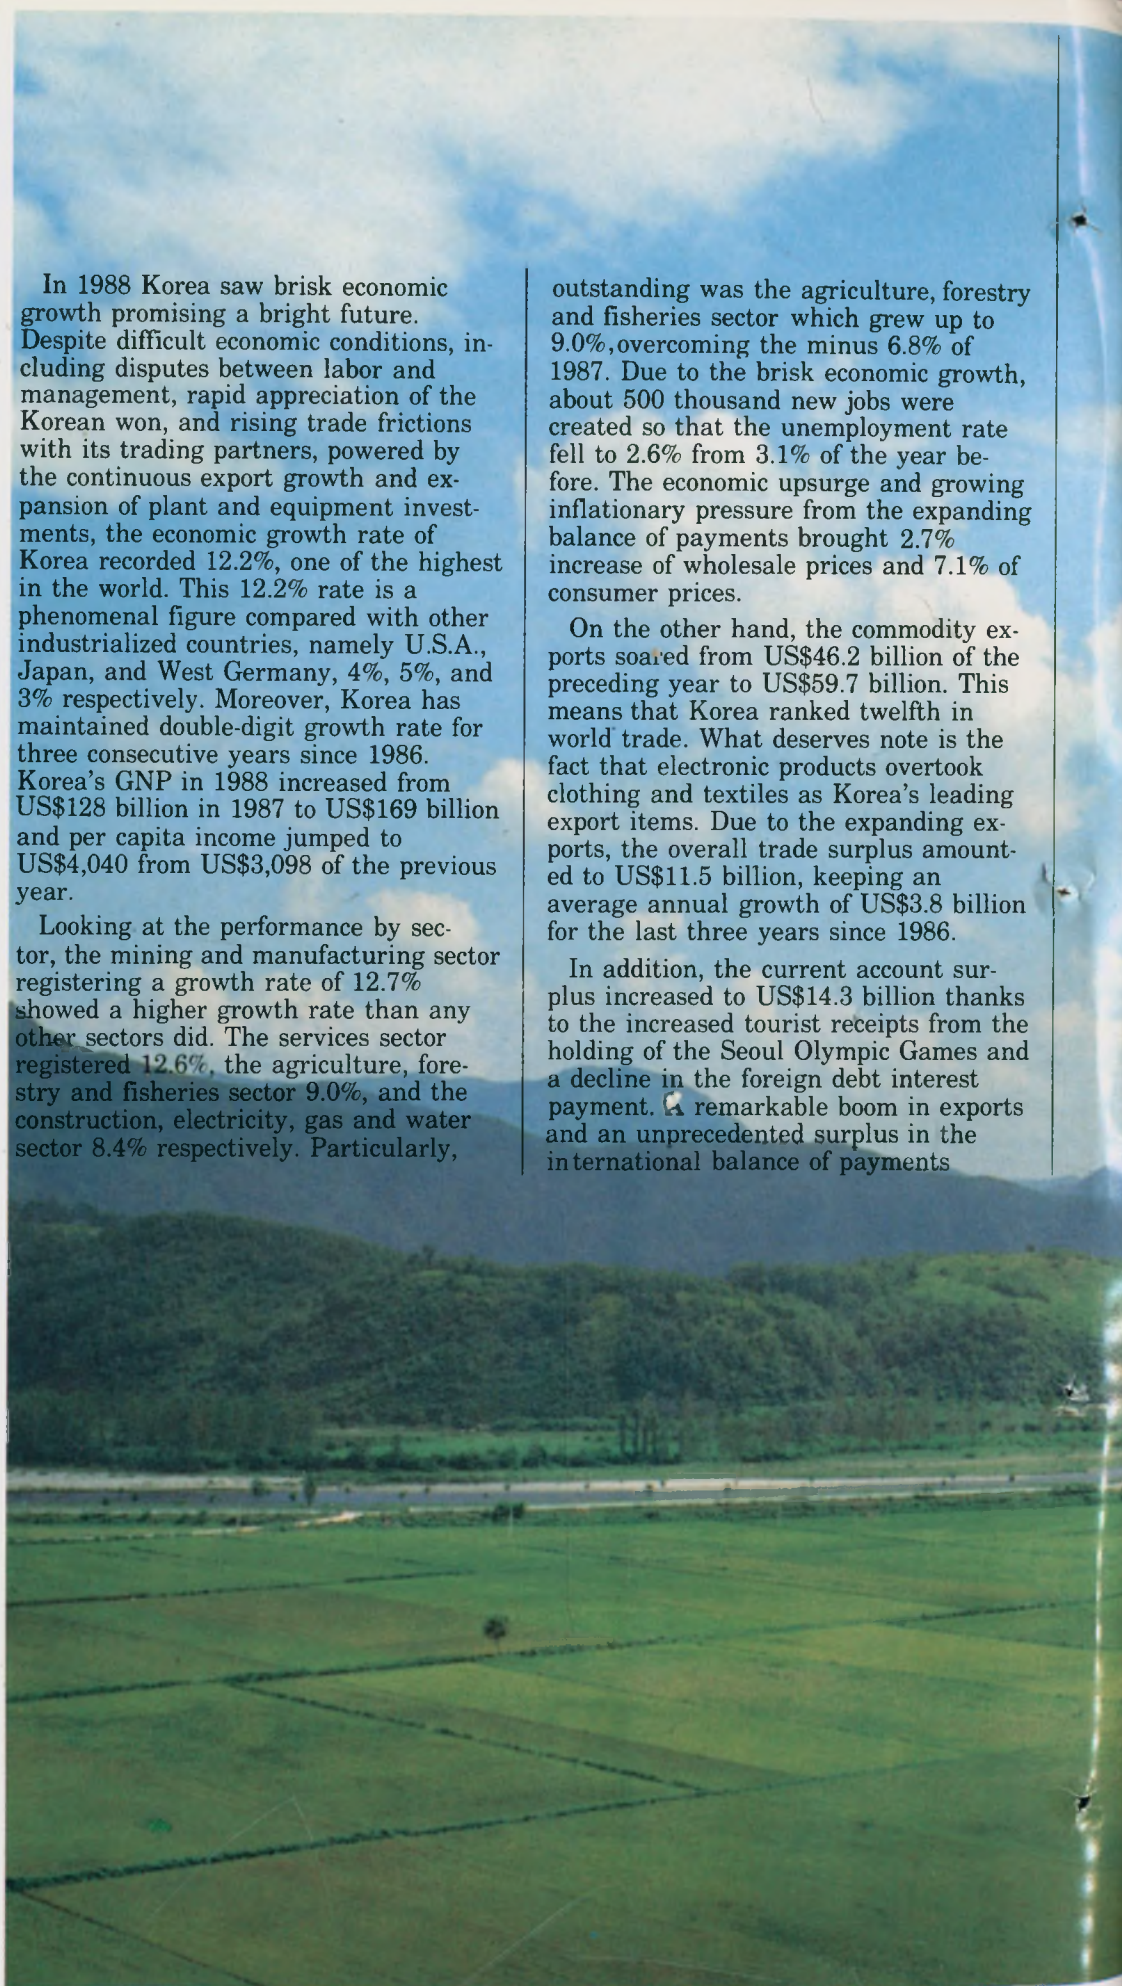 In 1988 Korea saw brisk economic
growth promising a bright future.
Despite difficult economic conditions, in-
cluding disputes between labor and
management, rapid appreciation of the
Korean won, and rising trade frictions
with its trading partners, powered by
the continuous export growth and ex-
pansion of plant and equipment invest-
ments, the economic growth rate of
Korea recorded 12.2%, one of the highest
in the world. This 12.2% rate is a
phenomenal figure compared with other
industrialized countries, namely U.S.A.,
Japan, and West Germany, 4%, 5%, and
3% respectively. Moreover, Korea has
maintained double-digit growth rate for
three consecutive years since 1986.
Korea's GNP in 1988 increased from
US$128 billion in 1987 to US$169 billion
and per capita income jumped to
US$4,040 from US$3,098 of the previous
year.
Looking at the performance by sec-
tor, the mining and manufacturing sector
registering a growth rate of 12.7%
showed a higher growth rate than any
other sectors did. The services sector
registered 12.6%, the agriculture, fore-
stry and fisheries sector 9.0%, and the
construction, electricity, gas and water
sector 8.4% respectively. Particularly,
outstanding was the agriculture, forestry
and fisheries sector which grew up to
9.0%,overcoming the minus 6.8% of
1987. Due to the brisk economic growth,
about 500 thousand new jobs were
created so that the unemployment rate
fell to 2.6% from 3.1% of the year be-
fore. The economic upsurge and growing
inflationary pressure from the expanding
balance of payments brought 2.7%
increase of wholesale prices and 7.1% of
consumer prices.
On the other hand, the commodity ex-
ports soared from US$46.2 billion of the
preceding year to US$59.7 billion. This
means that Korea ranked twelfth in
world trade. What deserves note is the
fact that electronic products overtook
clothing and textiles as Korea's leading
export items. Due to the expanding ex-
ports, the overall trade surplus amount-
ed to US$11.5 billion, keeping an
average annual growth of US$3.8 billion
for the last three years since 1986.
In addition, the current account sur-
plus increased to US$14.3 billion thanks
to the increased tourist receipts from the
holding of the Seoul Olympic Games and
a decline in the foreign debt interest
payment. A remarkable boom in exports
and an unprecedented surplus in the
international balance of payments